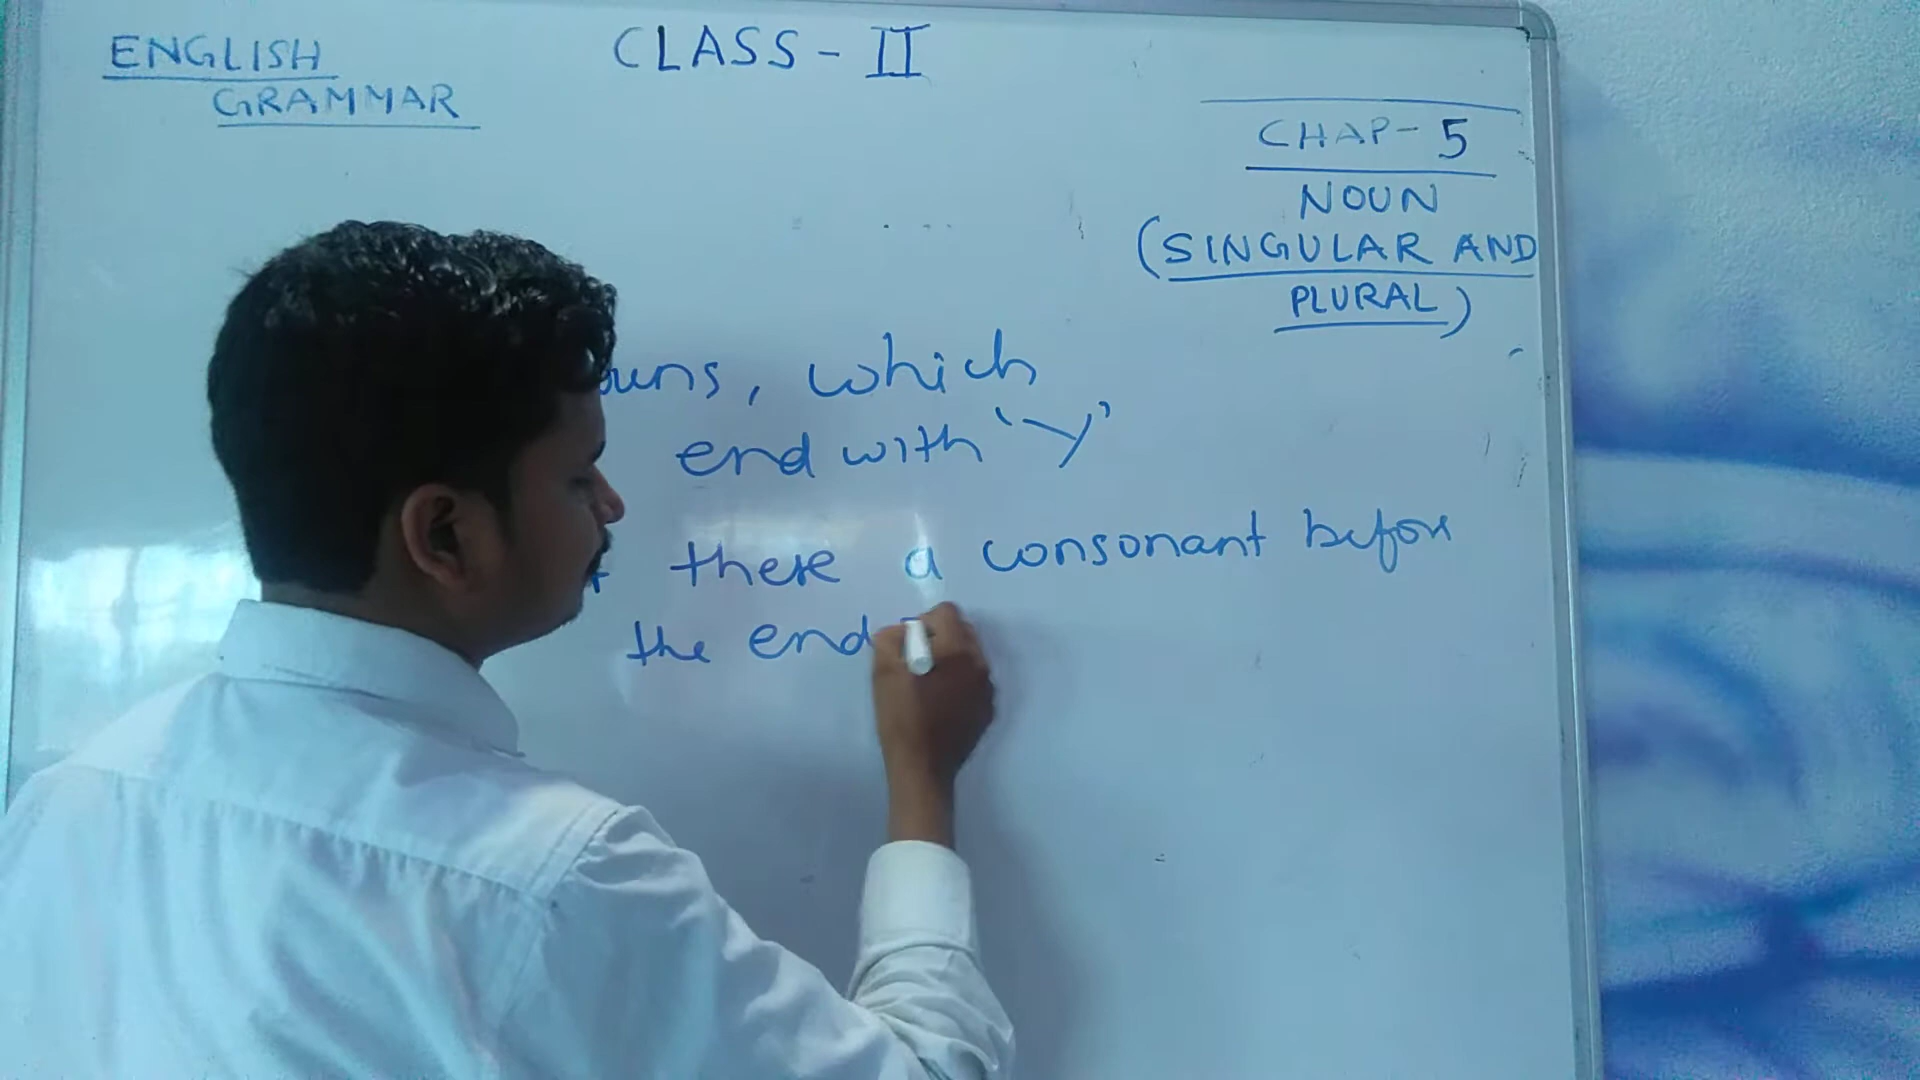 ENGLISH
GRAMMAR
CLASS - II
CHAP - 5
NOUN
(SINGULAR AND
PLURAL)
ouns, which
end with 'y'
there a consonant before
the end